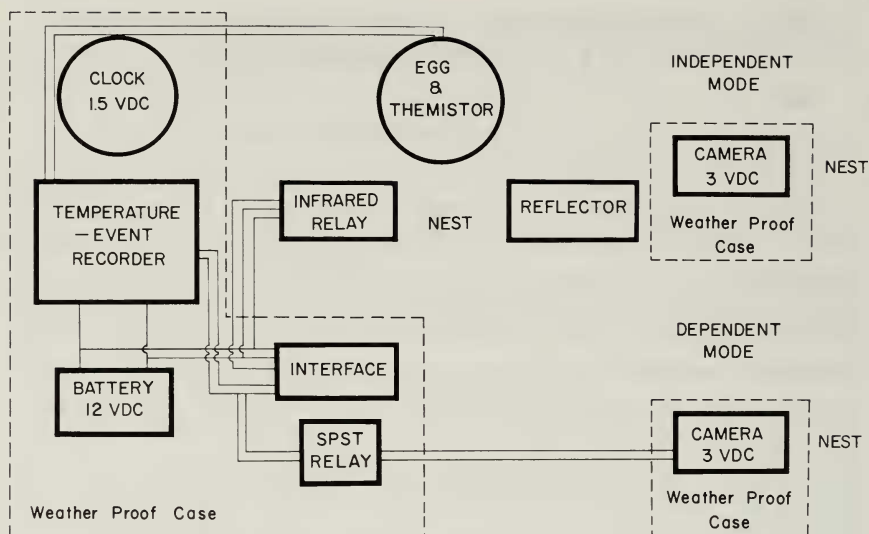 CLOCK
1.5 VDC
EGG
&
THEMISTOR
INDEPENDENT
MODE
CAMERA
3 VDC
NEST
Weather Proof
Case
TEMPERATURE
—EVENT
RECORDER
INFRARED
RELAY
NEST
REFLECTOR
DEPENDENT
MODE
BATTERY
12 VDC
INTERFACE
SPST
RELAY
CAMERA
3 VDC
NEST
Weather Proof
Case
Weather Proof Case